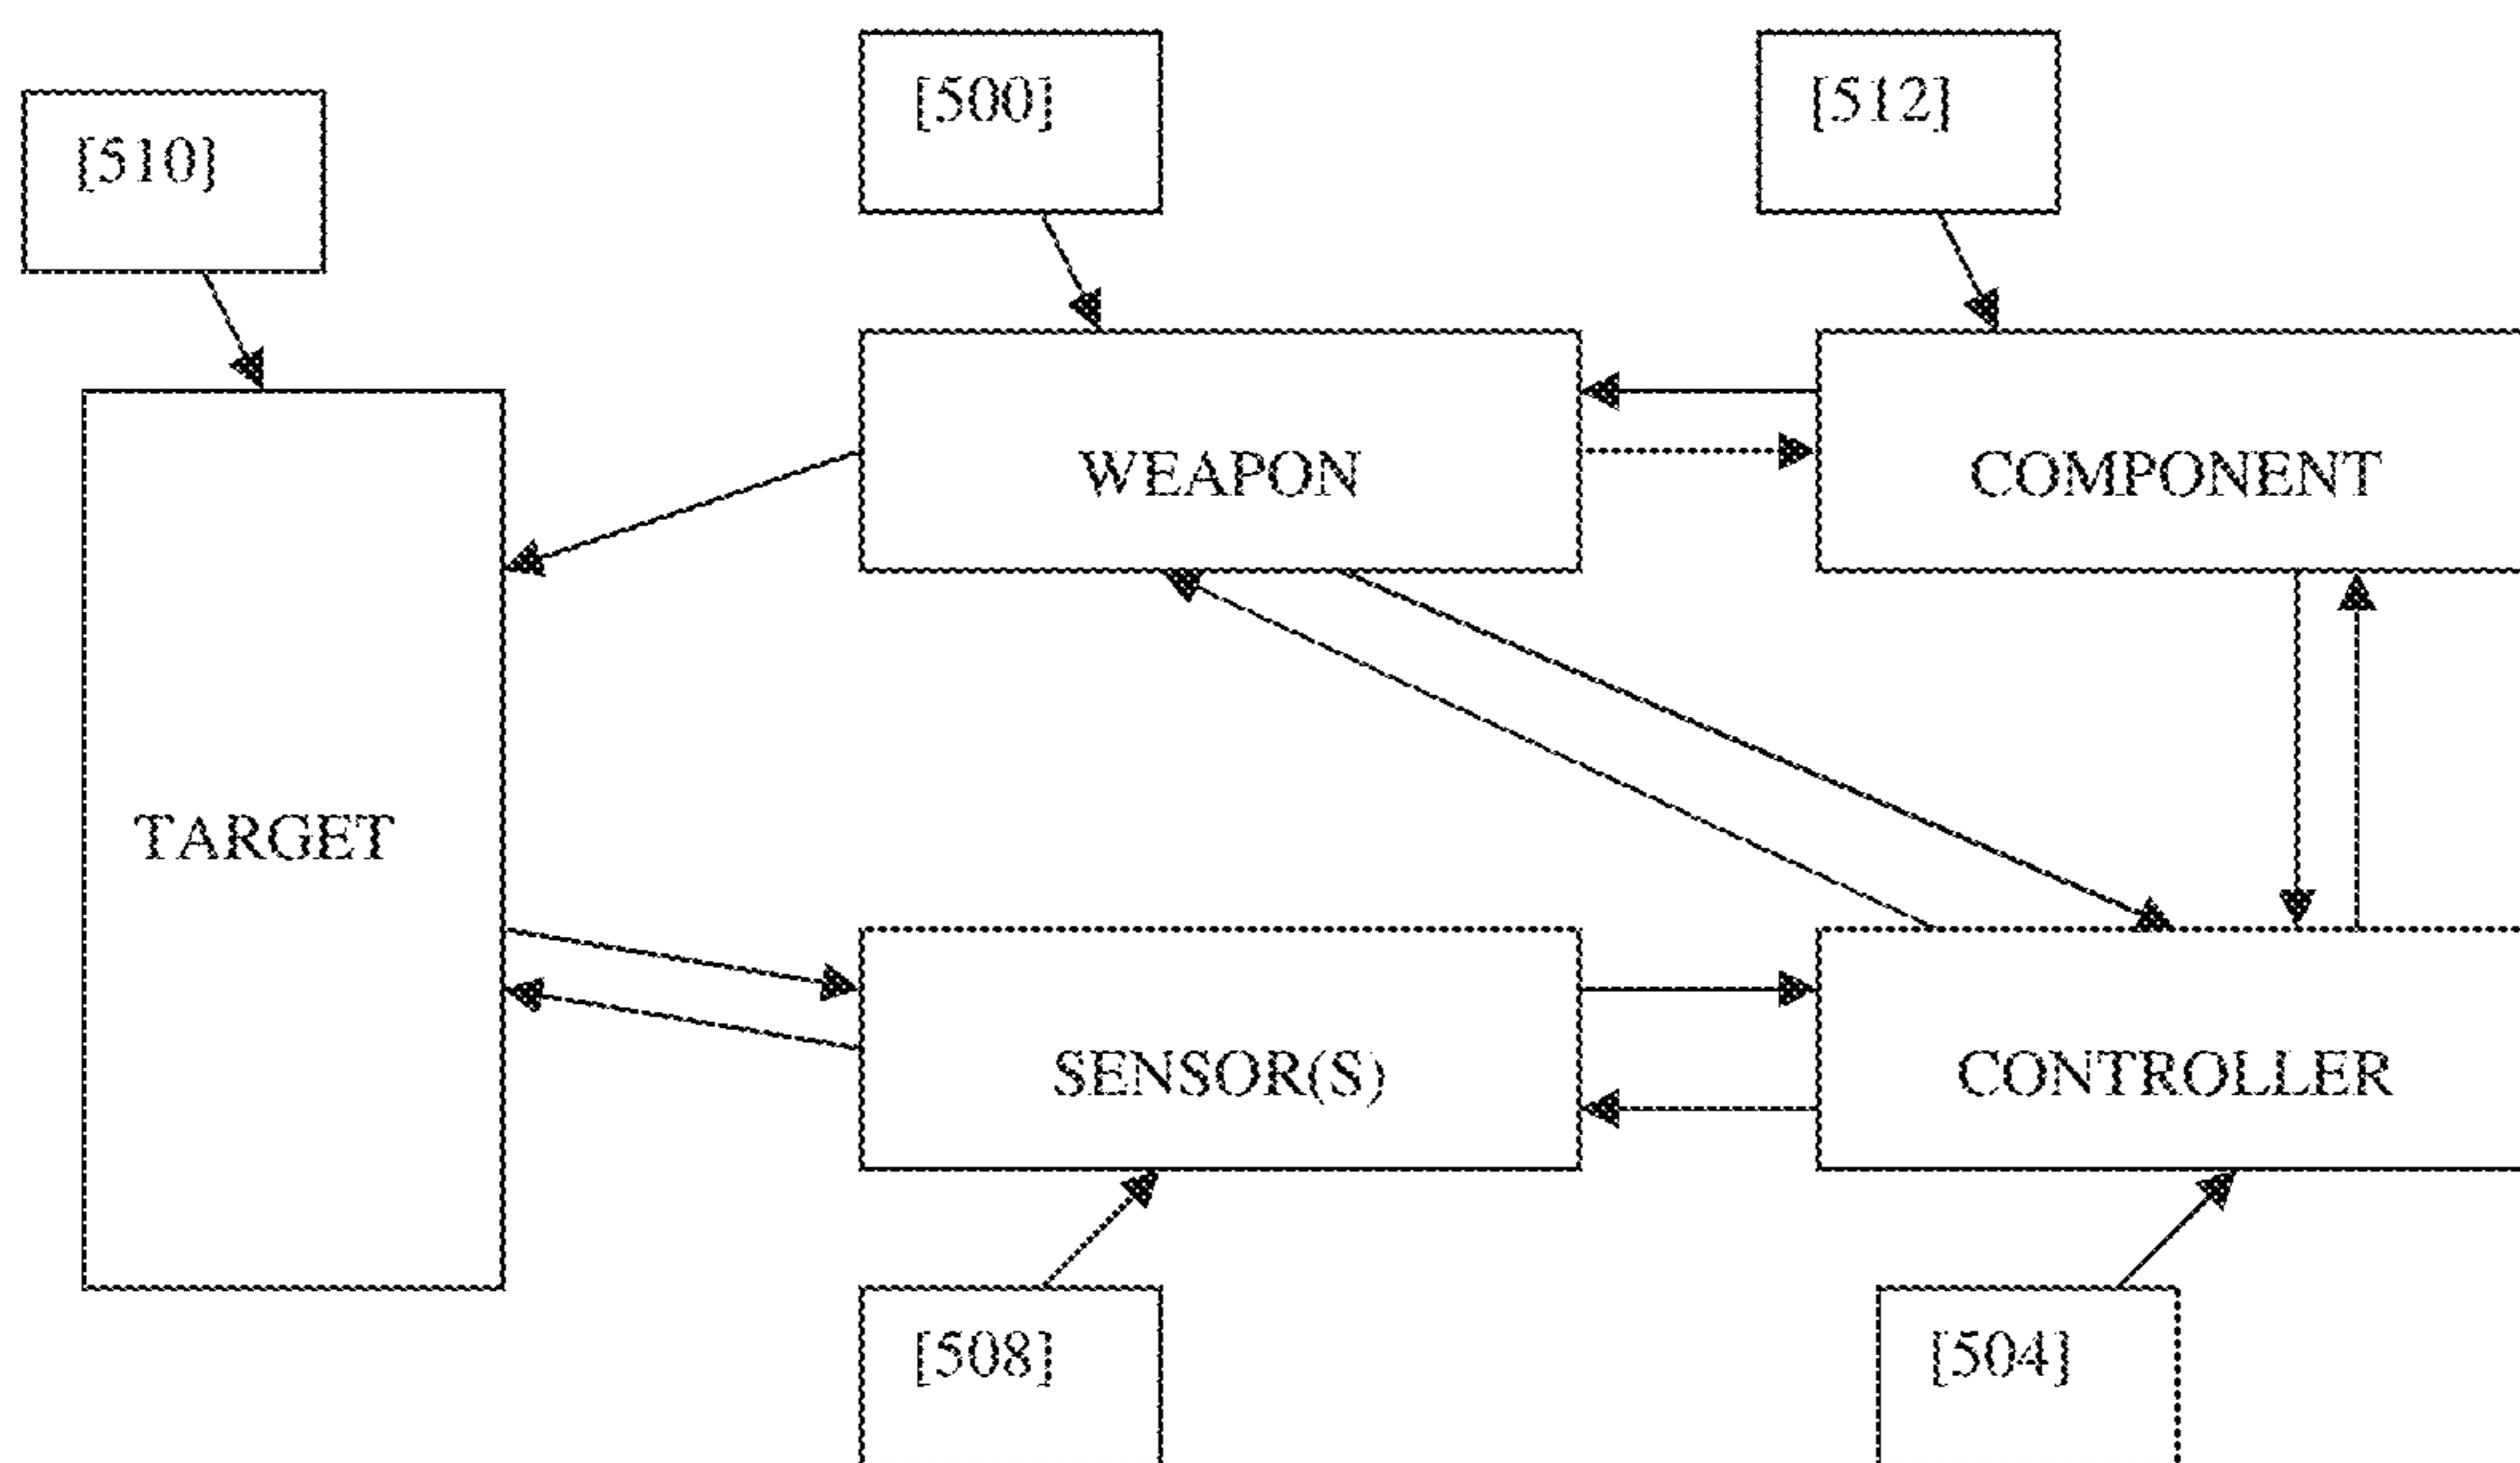 [500]
[512]
[510]
WEAPON
COMPONENT
TARGET
SENSOR(S)
CONTROLLER
[508]
[504]